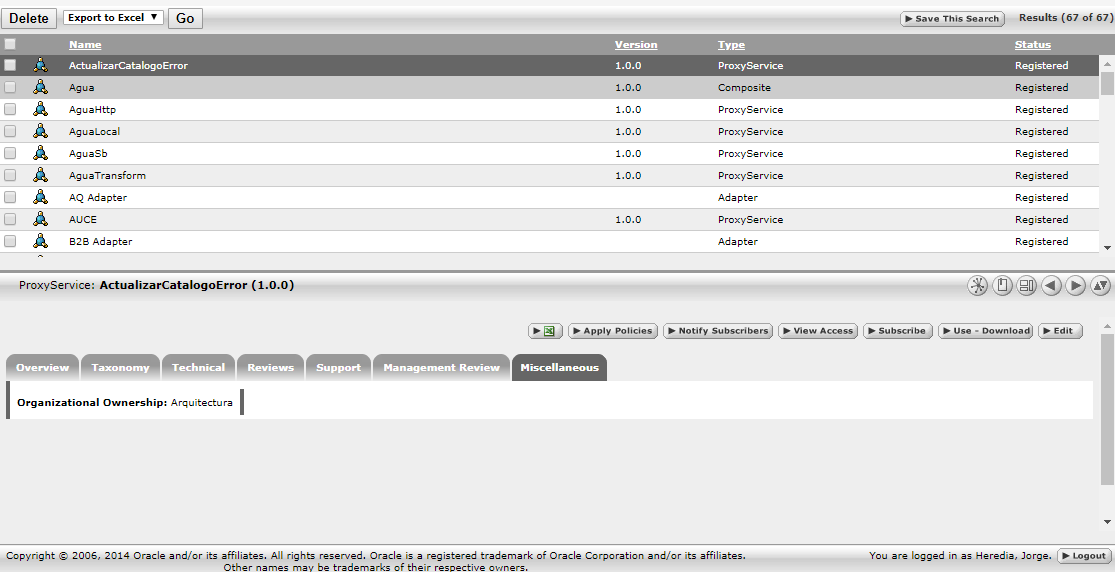 Delete Export to Excel ▼ Go Save This Search Results (67 of 67)
Name Version Type Status
ActualizarCatalogoError 1.0.0 ProxyService Registered
Agua 1.0.0 Composite Registered
AguaHttp 1.0.0 ProxyService Registered
AguaLocal 1.0.0 ProxyService Registered
AguaSb 1.0.0 ProxyService Registered
AguaTransform 1.0.0 ProxyService Registered
AQ Adapter Adapter Registered
AUCE 1.0.0 ProxyService Registered
B2B Adapter Adapter Registered
ProxyService: ActualizarCatalogoError (1.0.0)
Apply Policies Notify Subscribers View Access Subscribe Use - Download Edit
Overview Taxonomy Technical Reviews Support Management Review Miscellaneous
Organizational Ownership: Arquitectura
Copyright © 2006, 2014 Oracle and/or its affiliates. All rights reserved. Oracle is a registered trademark of Oracle Corporation and/or its affiliates. You are logged in as Heredia, Jorge. Logout
Other names may be trademarks of their respective owners.